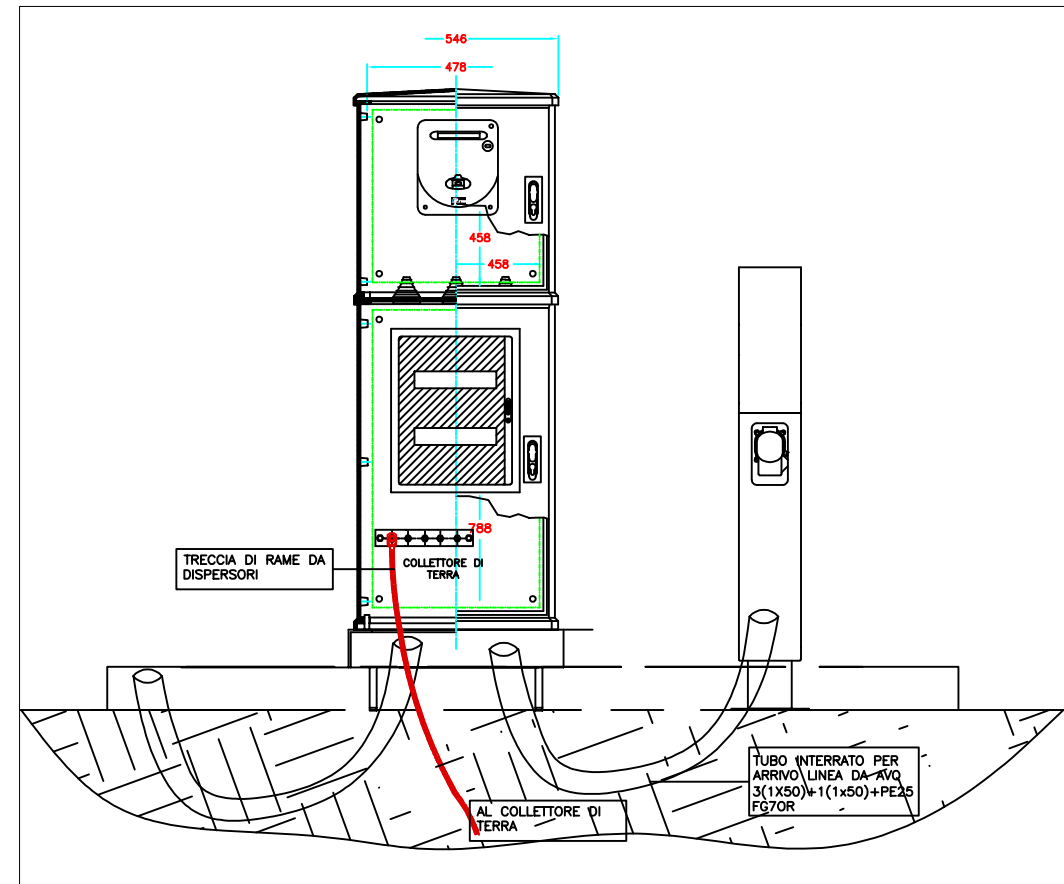 546
478
458
458
788
TRECCIA DI RAME DA
DISPERSORI
COLLETTORE DI
TERRA
TUBO INTERRATO PER
ARRIVO LINEA DA AVQ
3(1X50)+1(1x50)+PE25
FG7OR
AL COLLETTORE DI
TERRA